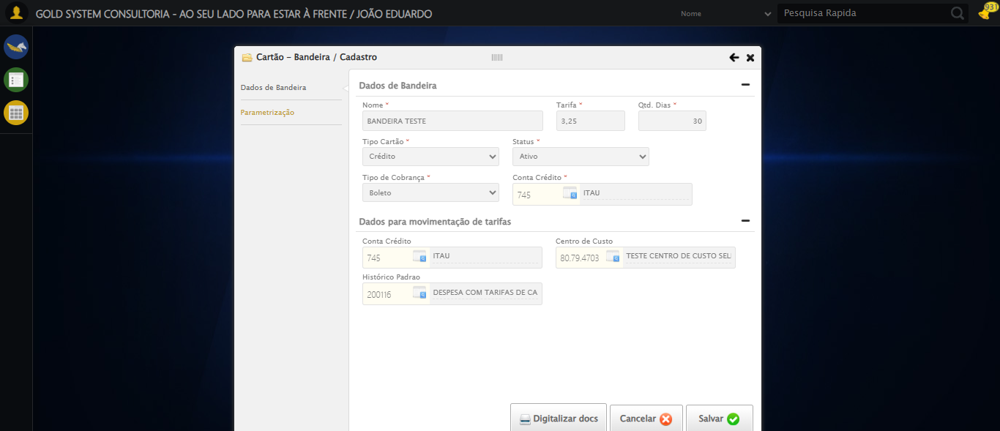 GOLD SYSTEM CONSULTORIA - AO SEU LADO PARA ESTAR À FRENTE / JOÃO EDUARDO
Nome
Pesquisa Rapida
931
Cartão - Bandeira / Cadastro
Dados de Bandeira
Parametrização
Dados de Bandeira
Nome * Tarifa * Qtd. Dias *
BANDEIRA TESTE 3,25 30
Tipo Cartão * Status *
Crédito Ativo
Tipo de Cobrança * Conta Crédito *
Boleto 745 ITAU
Dados para movimentação de tarifas
Conta Crédito Centro de Custo
745 ITAU 80.79.4703 TESTE CENTRO DE CUSTO SEL
Histórico Padrao
200116 DESPESA COM TARIFAS DE CA
Digitalizar docs Cancelar Salvar